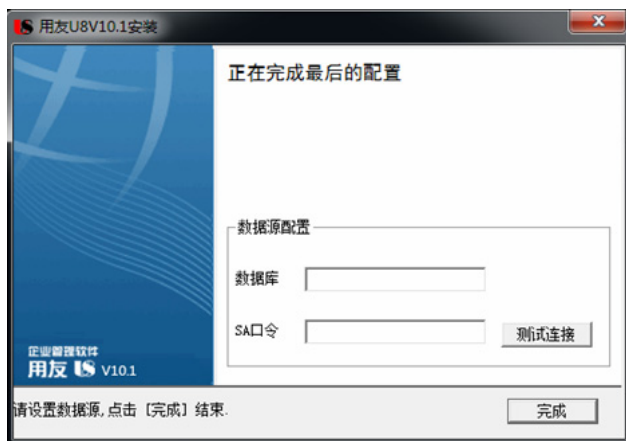 用友U8V10.1安装
正在完成最后的配置
数据源配置
数据库
SA口令
测试连接
企业管理软件
用友 U8 V10.1
请设置数据源,点击〔完成〕结束.
完成